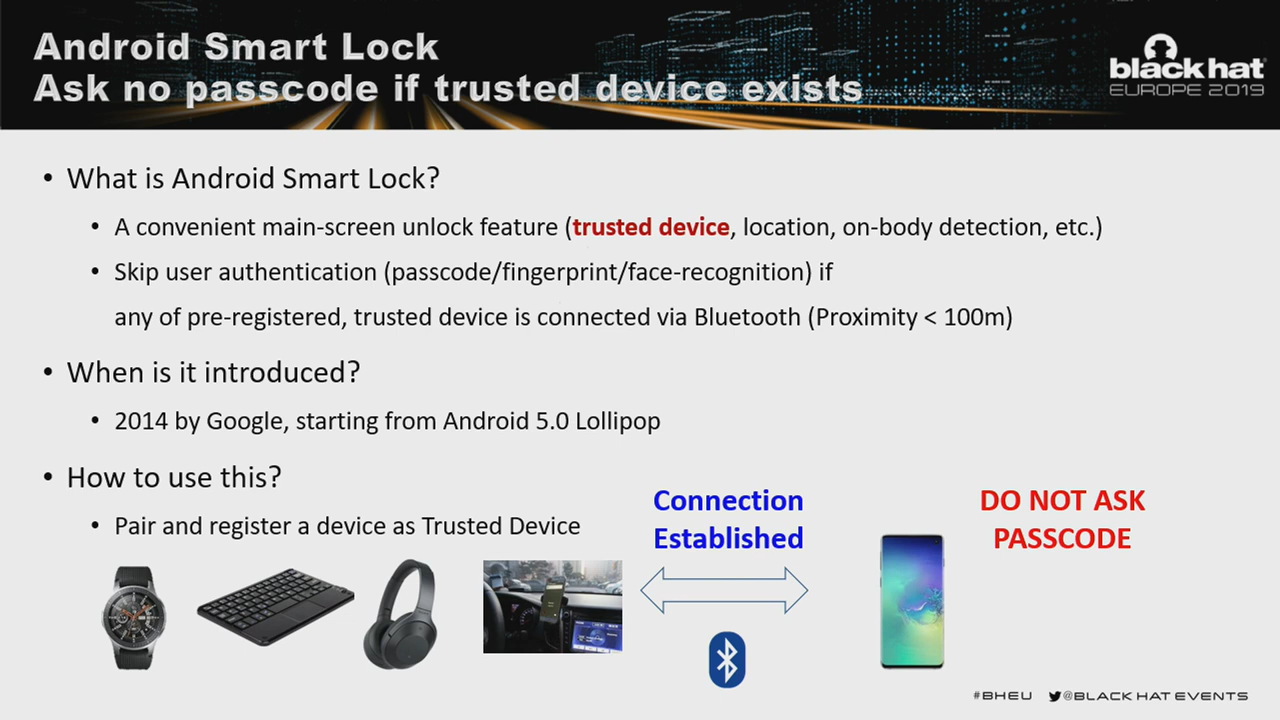 Android Smart Lock
Ask no passcode if trusted device exists
black hat
EUROPE 2019
• What is Android Smart Lock?
• A convenient main-screen unlock feature (trusted device, location, on-body detection, etc.)
• Skip user authentication (passcode/fingerprint/face-recognition) if
any of pre-registered, trusted device is connected via Bluetooth (Proximity < 100m)
• When is it introduced?
• 2014 by Google, starting from Android 5.0 Lollipop
• How to use this?
• Pair and register a device as Trusted Device
Connection
Established
DO NOT ASK
PASSCODE
#BHEU @BLACK HAT EVENTS